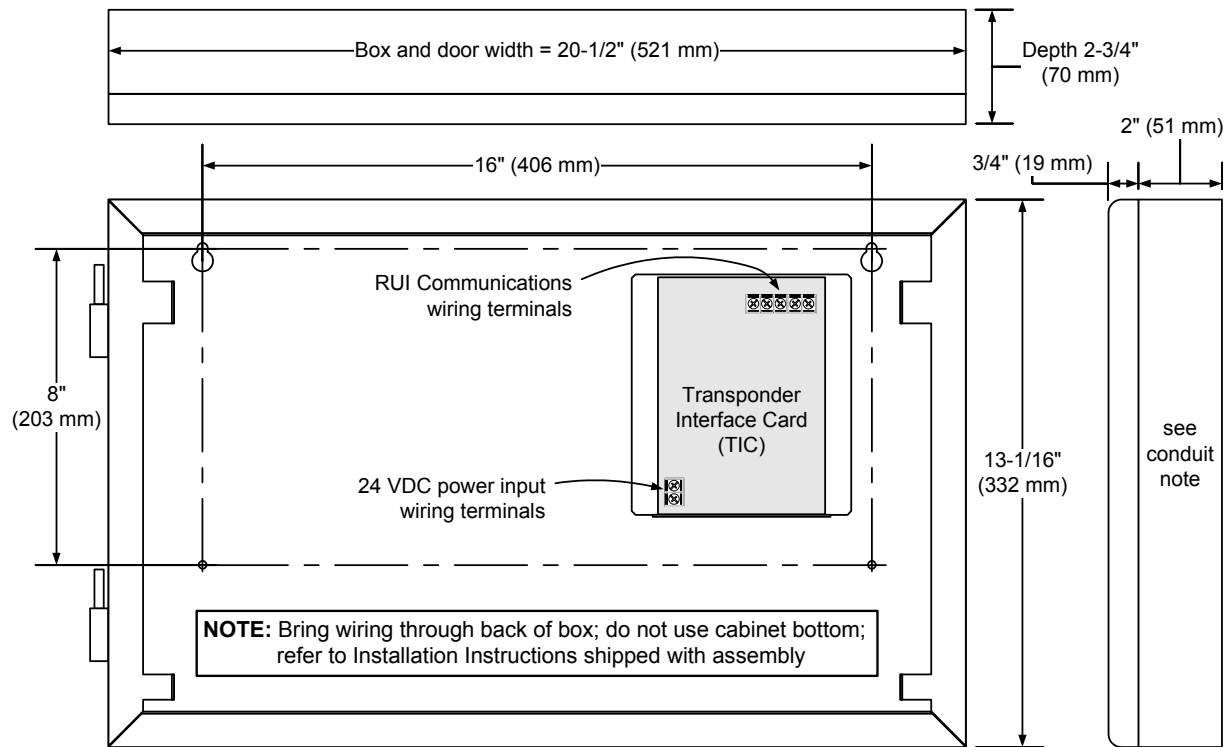 Box and door width = 20-1/2" (521 mm)
Depth 2-3/4"
(70 mm)
2" (51 mm)
16" (406 mm)
3/4" (19 mm)
RUI Communications
wiring terminals
8"
(203 mm)
Transponder
Interface Card
(TIC)
see
conduit
note
13-1/16"
(332 mm)
24 VDC power input
wiring terminals
NOTE: Bring wiring through back of box; do not use cabinet bottom;
refer to Installation Instructions shipped with assembly